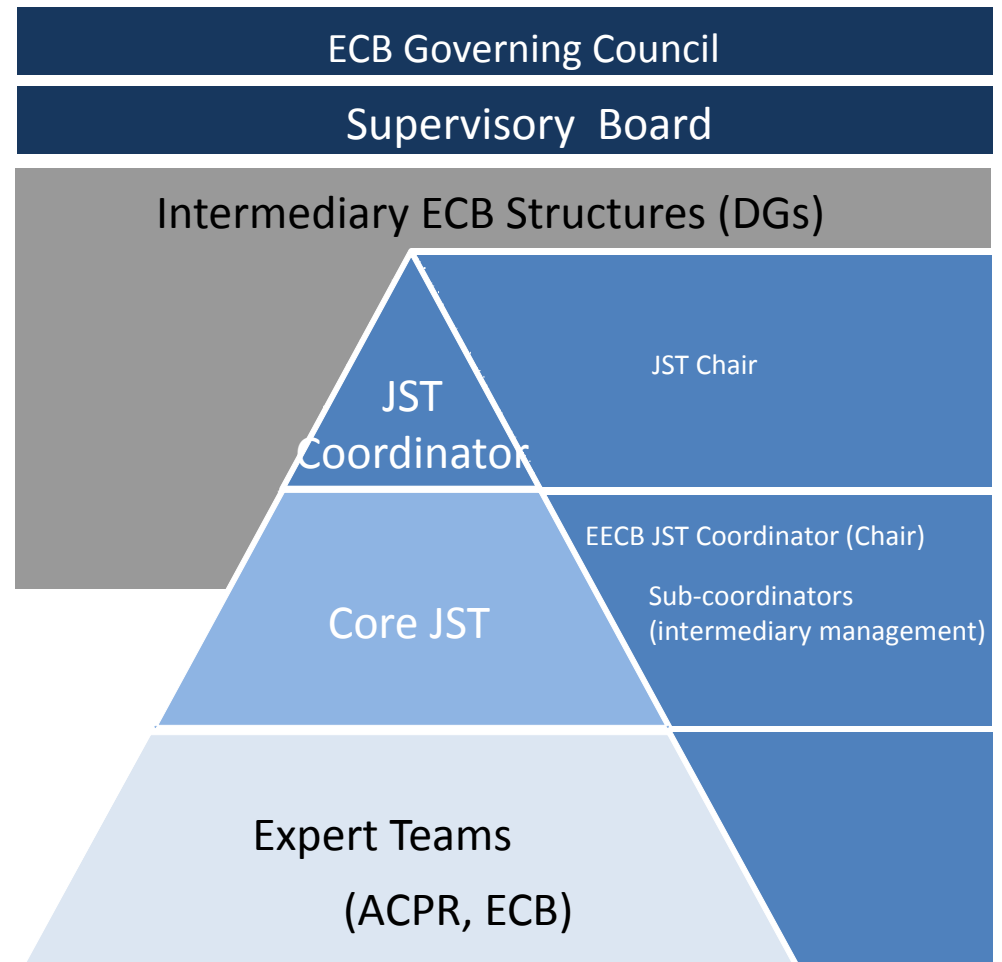 ECB Governing Council
Supervisory Board
Intermediary ECB Structures (DGs)
JST
Coordinator
JST Chair
Core JST
EECB JST Coordinator (Chair)
Sub-coordinators
(intermediary management)
Expert Teams
(ACPR, ECB)